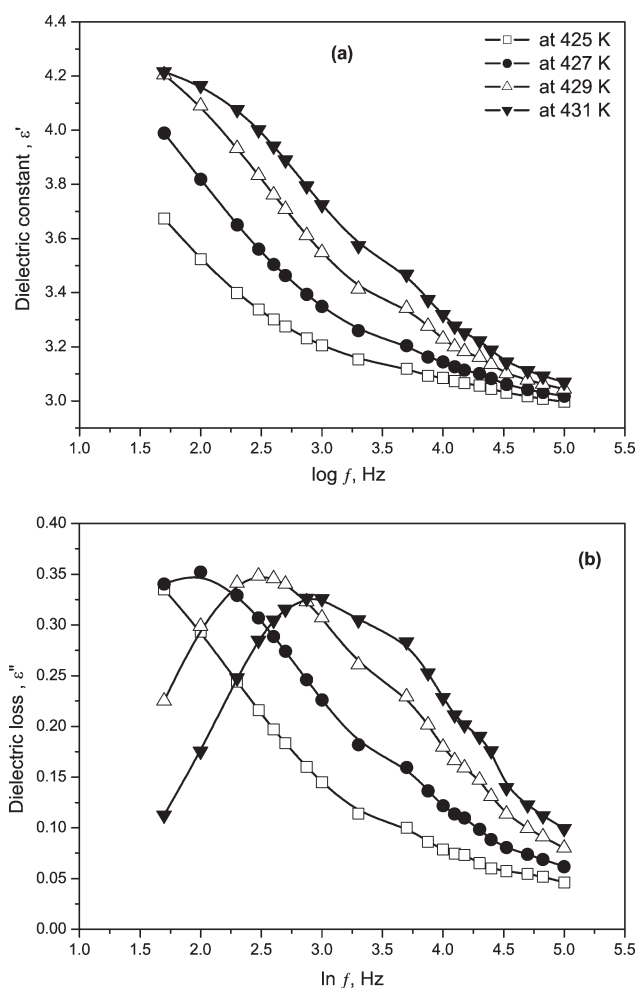 (a)
at 425 K
at 427 K
at 429 K
at 431 K
Dielectric constant , ε'
4.4
4.2
4.0
3.8
3.6
3.4
3.2
3.0
1.0 1.5 2.0 2.5 3.0 3.5 4.0 4.5 5.0 5.5
log f, Hz
(b)
Dielectric loss , ε"
0.40
0.35
0.30
0.25
0.20
0.15
0.10
0.05
0.00
1.0 1.5 2.0 2.5 3.0 3.5 4.0 4.5 5.0 5.5
ln f, Hz